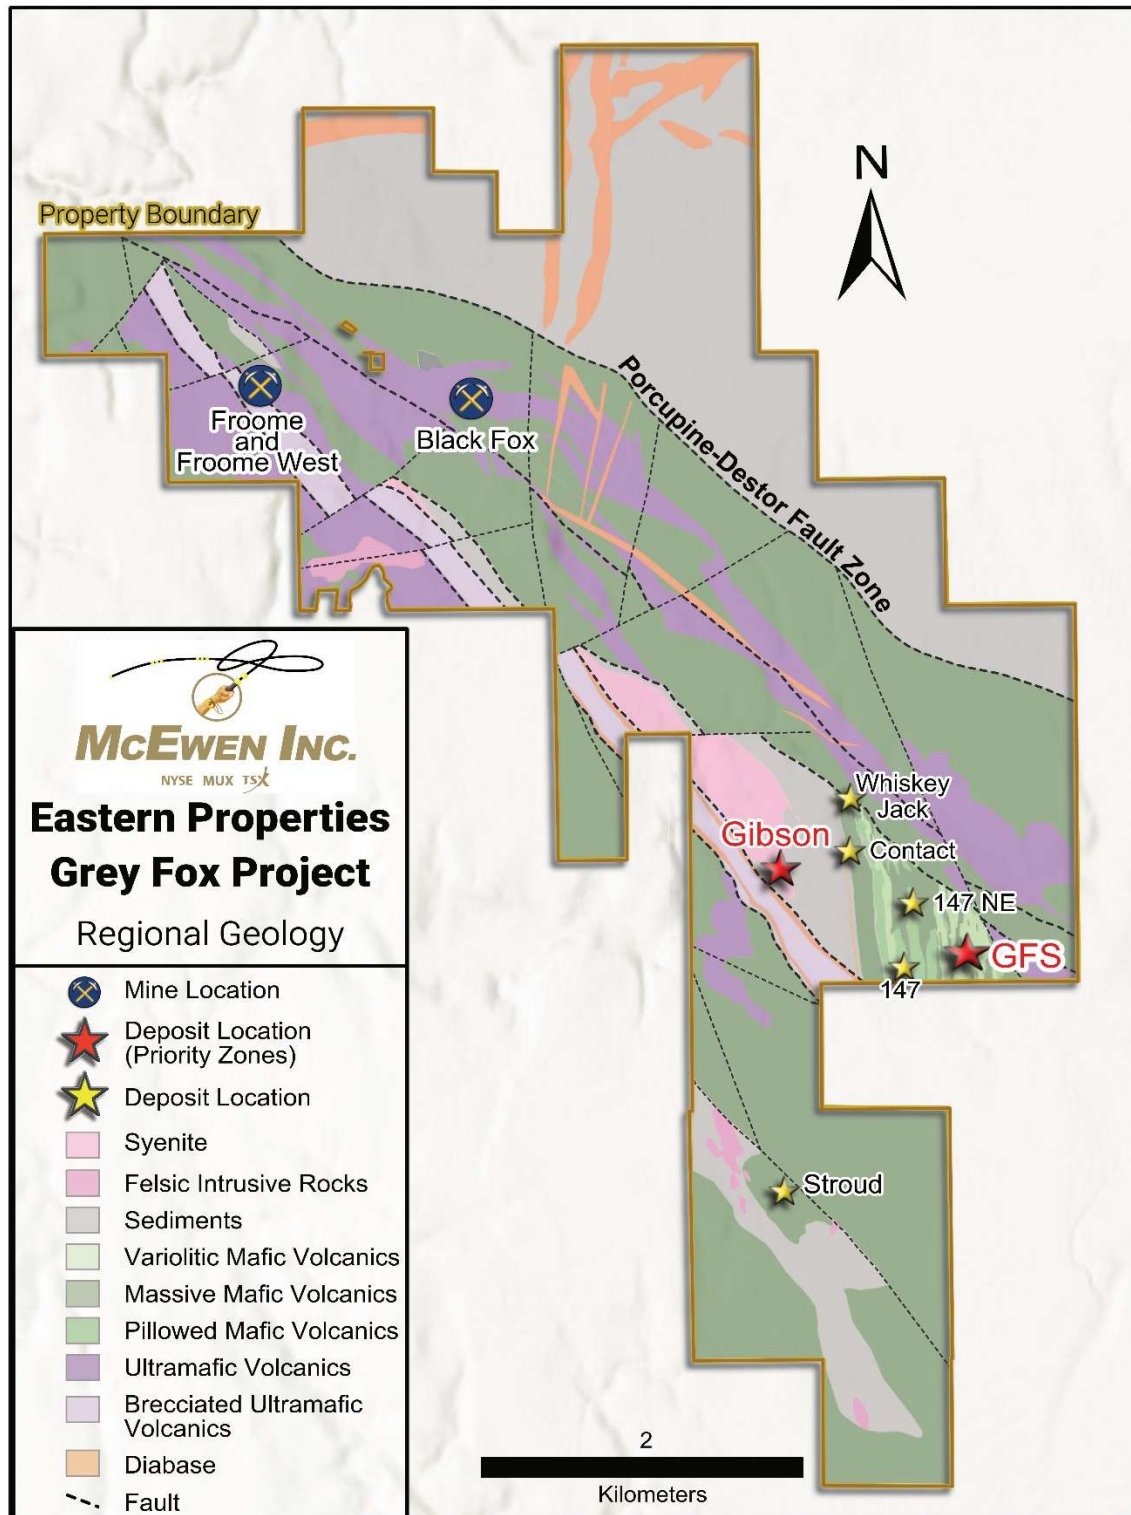 N
Property Boundary
Porcupine-Destor Fault Zone
Froome
and
Froome West
Black Fox
Whiskey
Jack
Gibson
Contact
147 NE
GFS
147
Stroud
McEwen Inc.
NYSE MUX TSX
Eastern Properties
Grey Fox Project
Regional Geology
Mine Location
Deposit Location
(Priority Zones)
Deposit Location
Syenite
Felsic Intrusive Rocks
Sediments
Variolitic Mafic Volcanics
Massive Mafic Volcanics
Pillowed Mafic Volcanics
Ultramafic Volcanics
Brecciated Ultramafic
Volcanics
Diabase
Fault
2
Kilometers